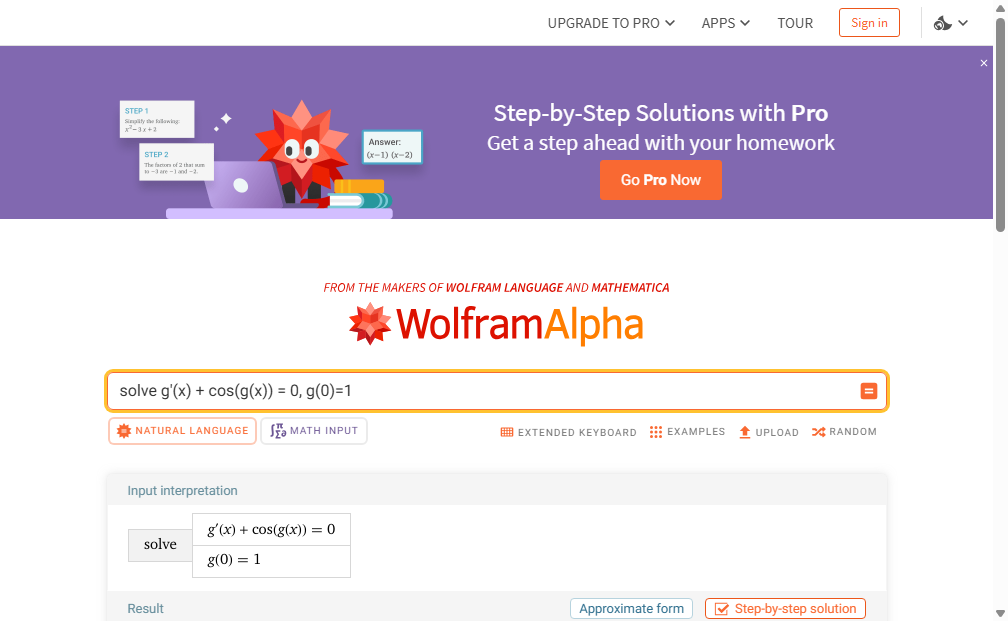 UPGRADE TO PRO
APPS
TOUR
Sign in
STEP 1
Simplify the following:
x² − 3 x + 2
STEP 2
The factors of 2 that sum
to −3 are −1 and −2.
Answer:
(x−1) (x−2)
Step-by-Step Solutions with Pro
Get a step ahead with your homework
Go Pro Now
FROM THE MAKERS OF WOLFRAM LANGUAGE AND MATHEMATICA
WolframAlpha
solve g'(x) + cos(g(x)) = 0, g(0)=1
NATURAL LANGUAGE
MATH INPUT
EXTENDED KEYBOARD
EXAMPLES
UPLOAD
RANDOM
Input interpretation
solve
g′(x) + cos(g(x)) = 0
g(0) = 1
Result
Approximate form
Step-by-step solution